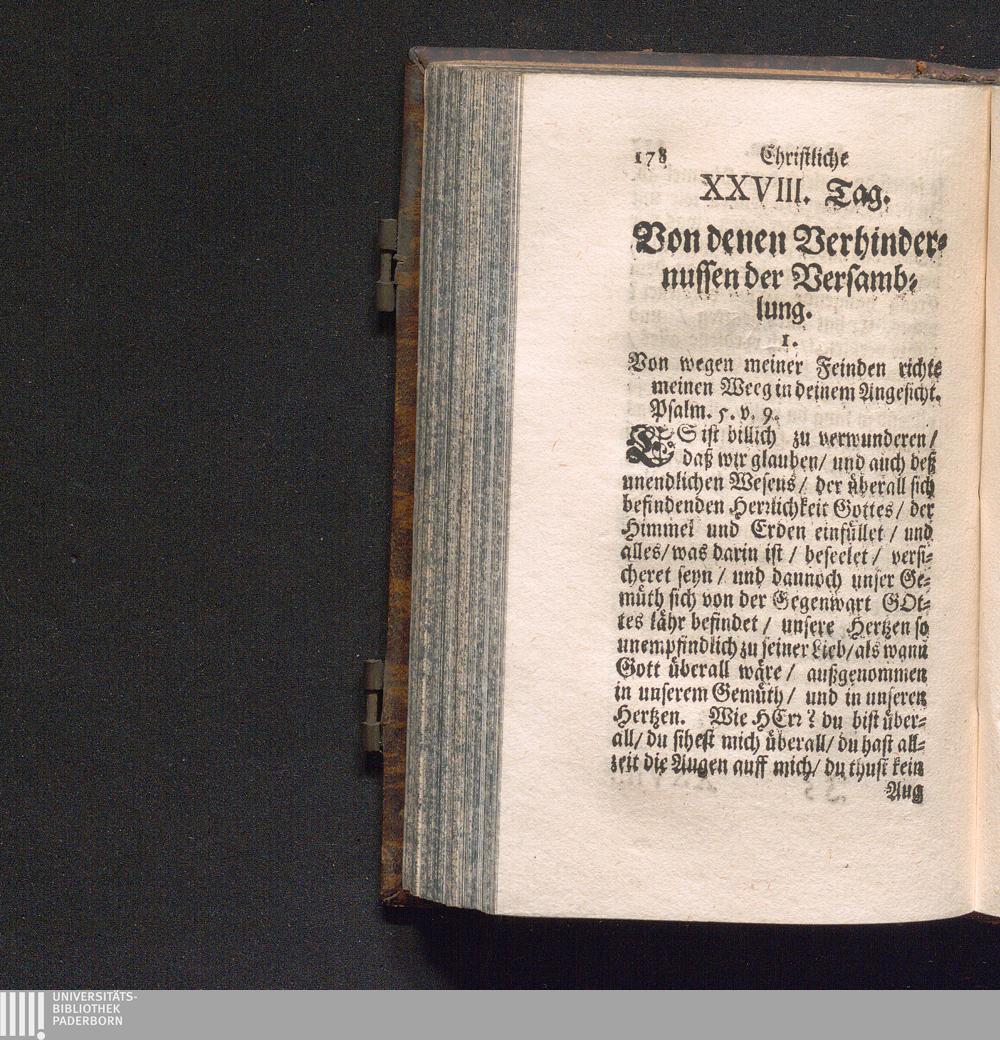 178 Christliche
XXVIII. Tag.
Von denen Verhinder-
nussen der Versamb-
lung.
1.
Von wegen meiner Feinden richte
meinen Weeg in deinem Angesicht.
Psalm. 5. v. 9.
ES ist billich zu verwunderen /
daß wir glauben / und auch deß
unendlichen Wesens / der überall sich
befindenden Herrlichkeit Gottes / der
Himmel und Erden einfüllet / und
alles / was darin ist / beseelet / versi-
cheret seyn / und dannoch unser Ge-
müth sich von der Gegenwart GOt-
tes lähr befindet / unsere Hertzen so
unempfindlich zu seiner Lieb / als wann
Gott überall wäre / außgenommen
in unserem Gemüth / und in unseren
Hertzen. Wie HErr? du bist über-
all / du sihest mich überall / du hast all-
zeit die Augen auff mich / du thust kein
Aug
UNIVERSITÄTS-
BIBLIOTHEK
PADERBORN